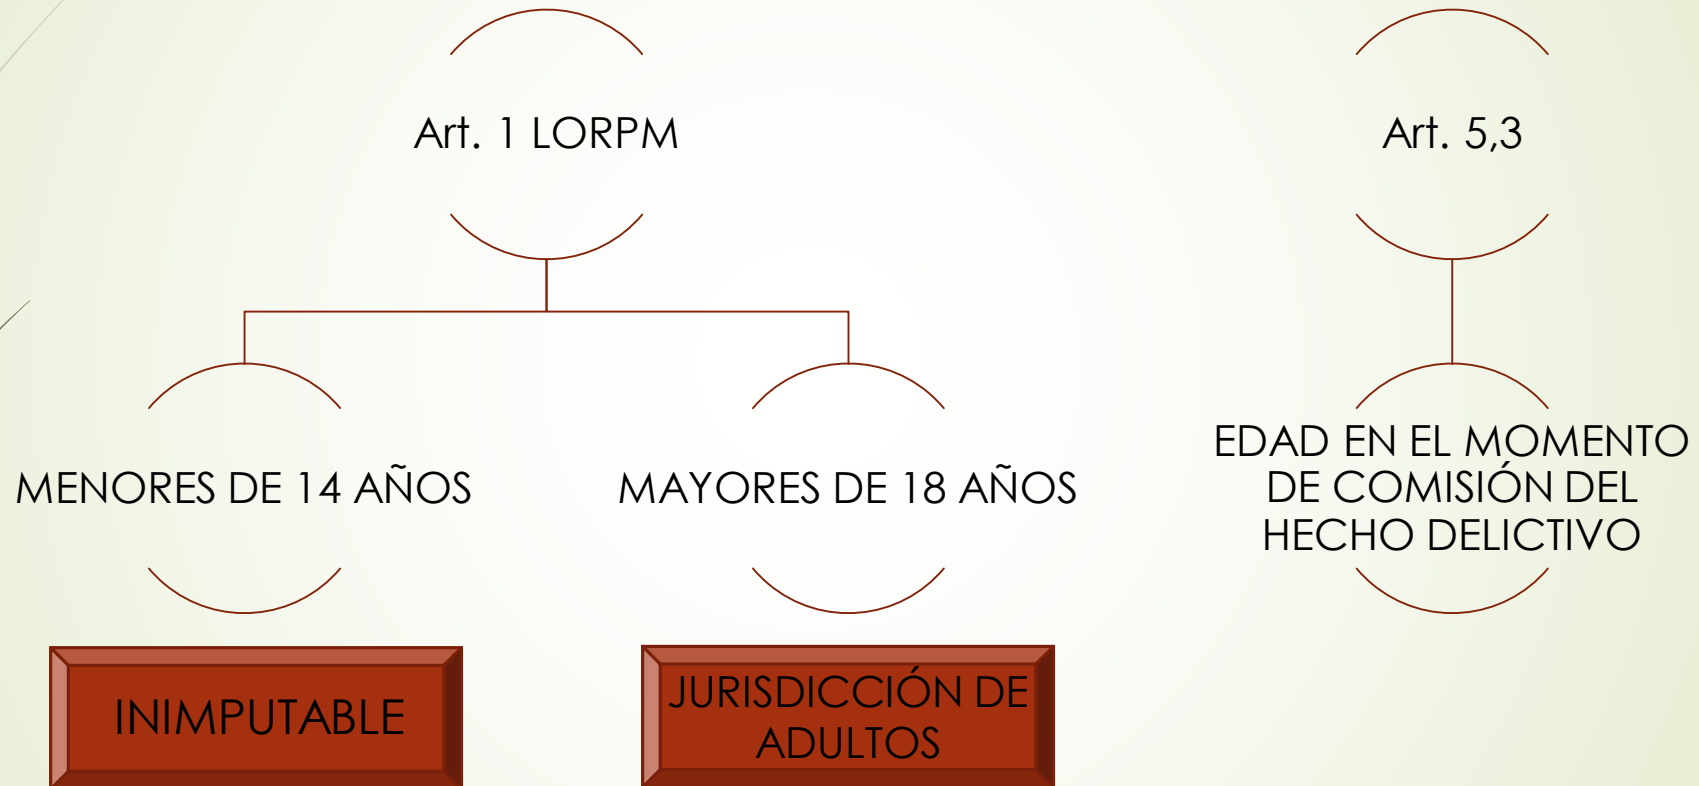 Art. 1 LORPM
Art. 5,3
MENORES DE 14 AÑOS
MAYORES DE 18 AÑOS
EDAD EN EL MOMENTO
DE COMISIÓN DEL
HECHO DELICTIVO
INIMPUTABLE
JURISDICCIÓN DE
ADULTOS